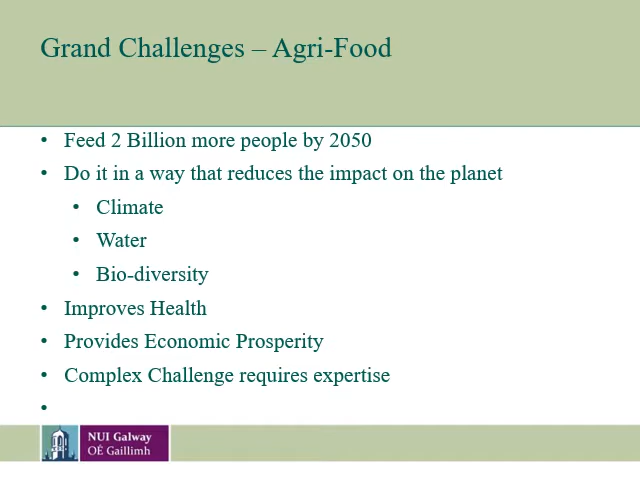 Grand Challenges – Agri-Food
• Feed 2 Billion more people by 2050
• Do it in a way that reduces the impact on the planet
• Climate
• Water
• Bio-diversity
• Improves Health
• Provides Economic Prosperity
• Complex Challenge requires expertise
•
NUI Galway
OÉ Gaillimh